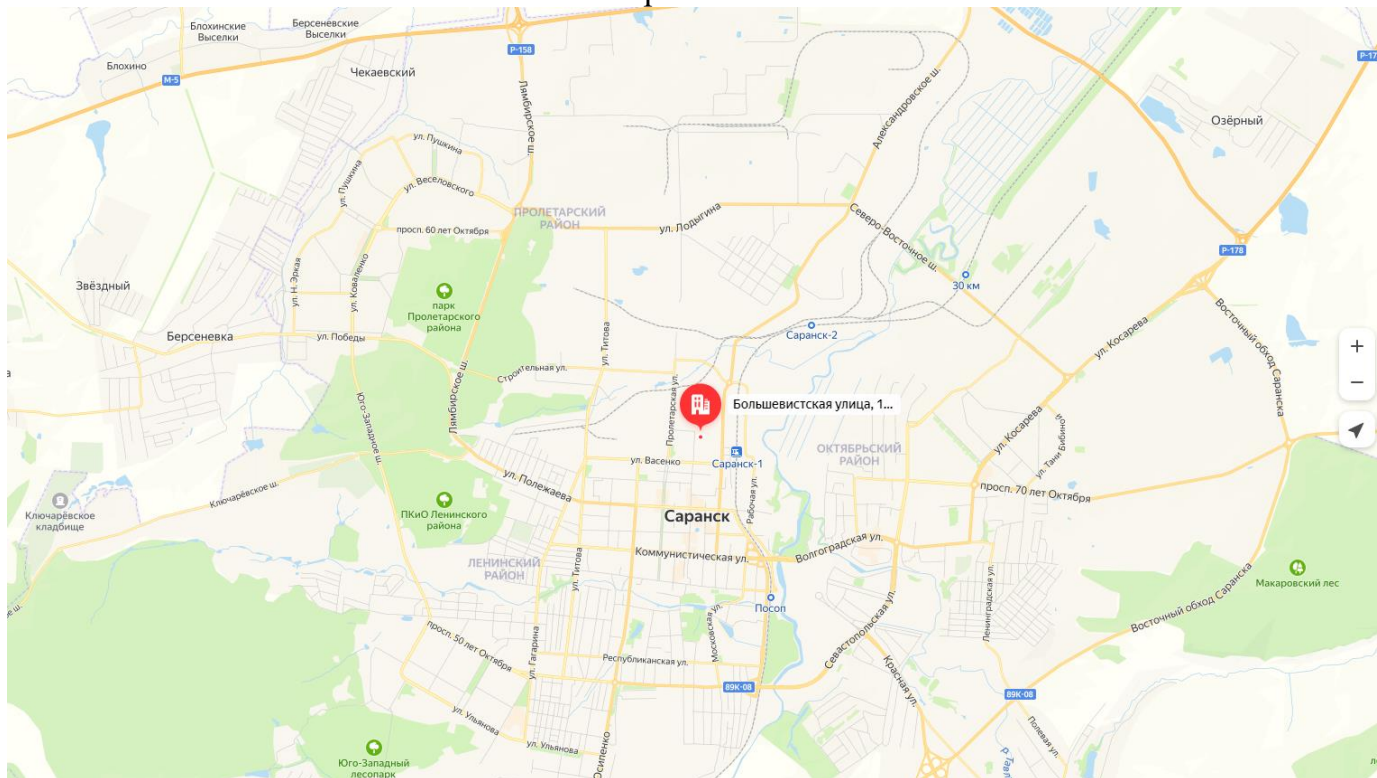 Блохинские
Выселки
Берсеневские
Выселки
Р-158
Р-17
Блохино
М-5
Чекаевский
Лямбирское ш.
Александровское ш.
Озёрный
ул. Пушкина
ул. Пушкина
ул. Веселовского
ПРОЛЕТАРСКИЙ
РАЙОН
ул. Лодыгина
Северо-Восточное ш.
просп. 60 лет Октября
Р-178
ул. Н. Эркая
ул. Коваленко
30 км
Звёздный
парк
Пролетарского
района
Восточный обход Саранска
Берсеневка
ул. Победы
ул. Титова
Саранск-2
ул. Косарева
Строительная ул.
Пролетарская ул.
Лямбирское ш.
Юго-Западное ш.
Большевистская улица, 1...
ул. Косарева
ул. Тани Бибиной
ОКТЯБРЬСКИЙ
РАЙОН
ул. Васенко
Саранск-1
Ключарёвское ш.
ул. Полежаева
Рабочая ул.
просп. 70 лет Октября
Ключарёвское
кладбище
ПКиО Ленинского
района
Саранск
Волгоградская ул.
Коммунистическая ул.
ЛЕНИНСКИЙ
РАЙОН
ул. Титова
Ленинградская ул.
Макаровский лес
Посоп
Московская ул.
Севастопольская ул.
Восточный обход Саранска
просп. 50 лет Октября
ул. Гагарина
Республиканская ул.
Красная ул.
89К-08
89К-08
ул. Ульянова
ул. Ульянова
Осипенко
Полевая ул.
Юго-Западный
лесопарк